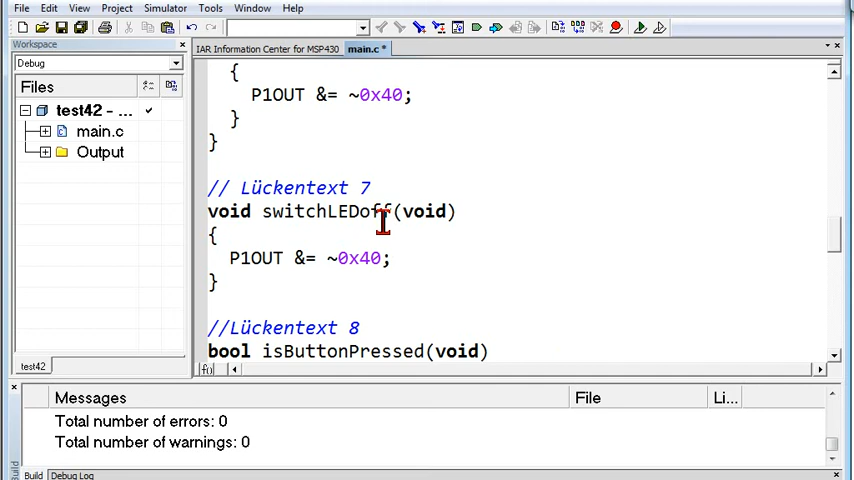 File Edit View Project Simulator Tools Window Help
Workspace
IAR Information Center for MSP430 main.c *
Debug
Files
test42 - ...
main.c
Output
test42
{
P1OUT &= ~0x40;
}
}
// Lückentext 7
void switchLEDoff(void)
{
P1OUT &= ~0x40;
}
//Lückentext 8
bool isButtonPressed(void)
f()
Messages File Li...
Total number of errors: 0
Total number of warnings: 0
Build Debug Log